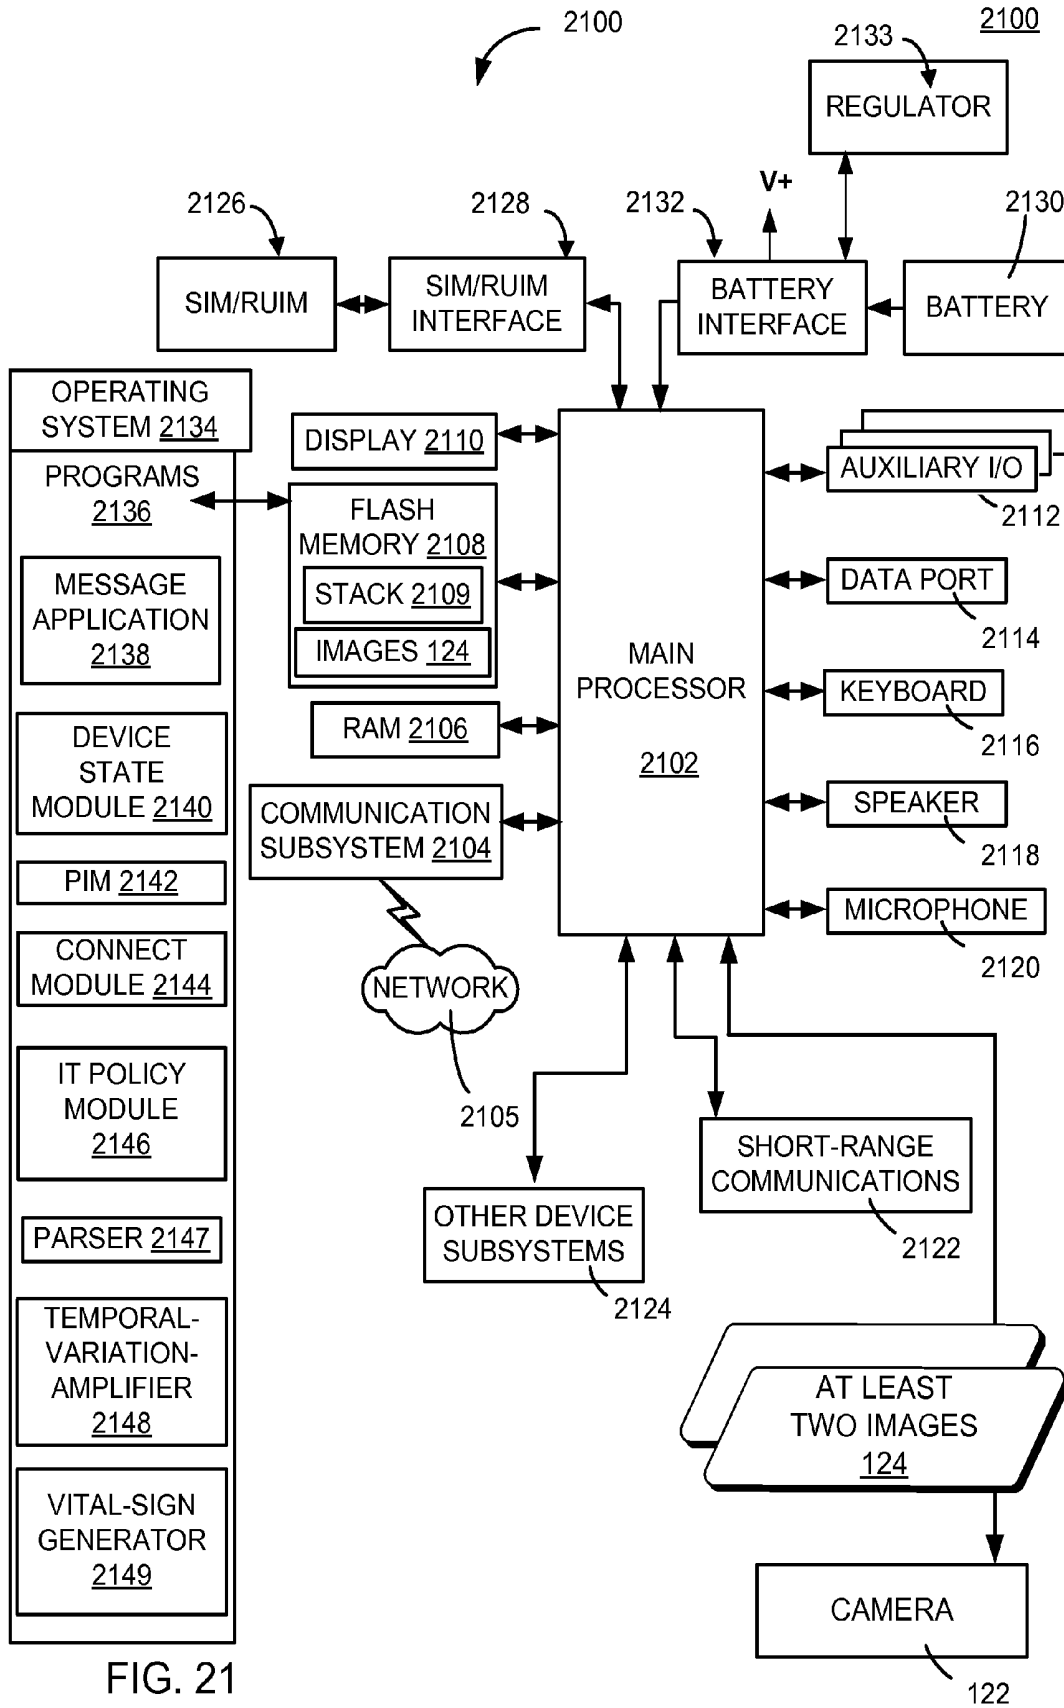 2100
2100
2133
REGULATOR
V+
2126
2128
2132
2130
SIM/RUIM
SIM/RUIM
INTERFACE
BATTERY
INTERFACE
BATTERY
OPERATING
SYSTEM 2134
PROGRAMS
2136
MESSAGE
APPLICATION
2138
DEVICE
STATE
MODULE 2140
PIM 2142
CONNECT
MODULE 2144
IT POLICY
MODULE
2146
PARSER 2147
TEMPORAL-
VARIATION-
AMPLIFIER
2148
VITAL-SIGN
GENERATOR
2149
DISPLAY 2110
FLASH
MEMORY 2108
STACK 2109
IMAGES 124
RAM 2106
COMMUNICATION
SUBSYSTEM 2104
NETWORK
2105
MAIN
PROCESSOR
2102
AUXILIARY I/O
2112
DATA PORT
2114
KEYBOARD
2116
SPEAKER
2118
MICROPHONE
2120
SHORT-RANGE
COMMUNICATIONS
2122
OTHER DEVICE
SUBSYSTEMS
2124
AT LEAST
TWO IMAGES
124
CAMERA
122
FIG. 21